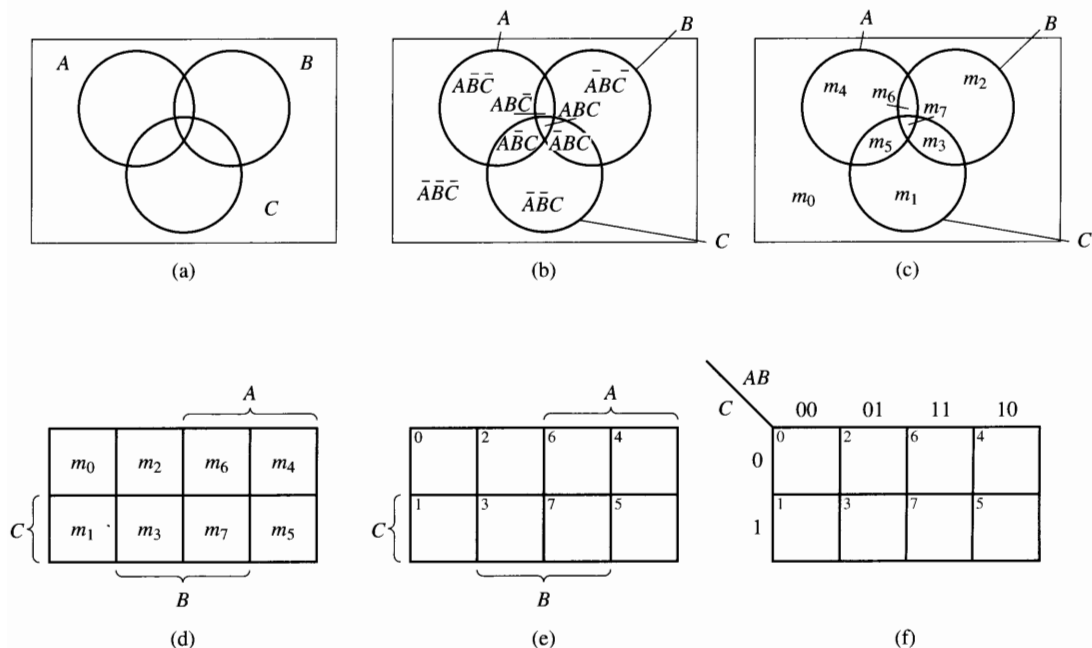 A B C
(a)
A B
AB̄C̄ ĀBC̄
ABC̄ ABC
AB̄C ĀBC
ĀB̄C̄ ĀB̄C
C
(b)
A B
m₄ m₂
m₆ m₇
m₅ m₃
m₀ m₁
C
(c)
A
m₀ m₂ m₆ m₄
C m₁ m₃ m₇ m₅
B
(d)
A
0 2 6 4
C 1 3 7 5
B
(e)
AB
C 00 01 11 10
0 0 2 6 4
1 1 3 7 5
(f)